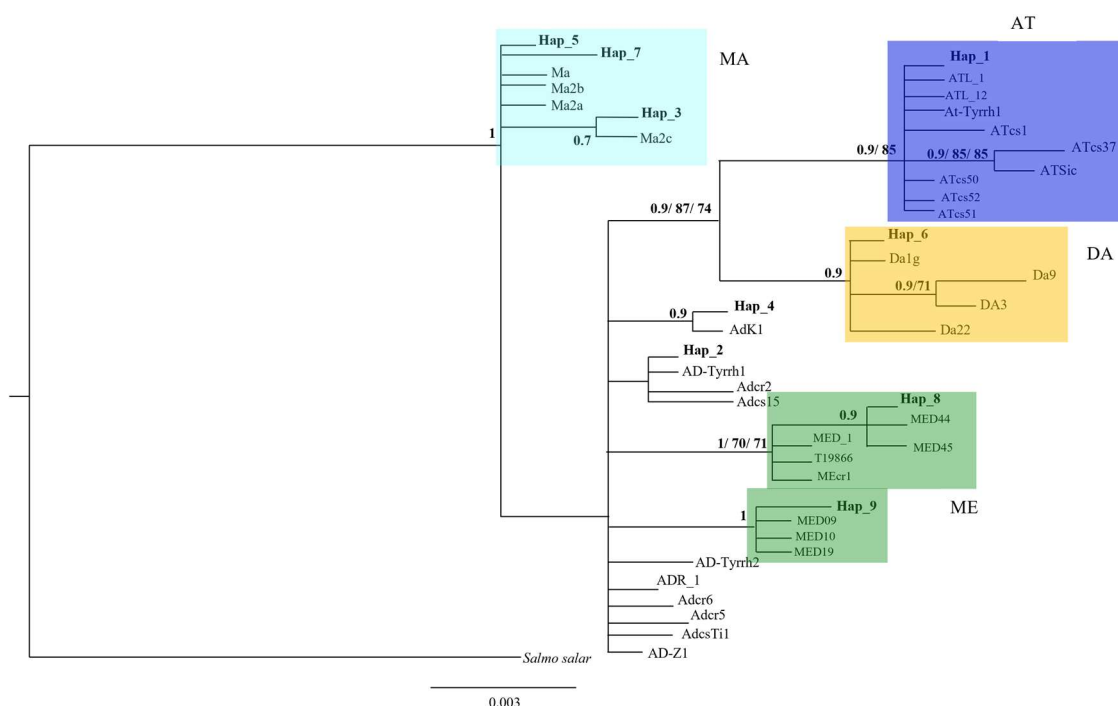 AT
Hap_5
MA
Hap_7
Hap_1
Ma
ATL_1
Ma2b
ATL_12
Ma2a
At-Tyrrh1
Hap_3
ATcs1
1
0.7
Ma2c
0.9/ 85
0.9/ 85/ 85
ATcs37
ATSic
ATcs50
ATcs52
ATcs51
0.9/ 87/ 74
Hap_6
DA
Da1g
0.9
Da9
0.9/71
DA3
Da22
Hap_4
0.9
AdK1
Hap_2
AD-Tyrrh1
Adcr2
Adcs15
Hap_8
0.9
MED44
1/ 70/ 71
MED_1
MED45
T19866
MEcr1
ME
Hap_9
1
MED09
MED10
MED19
AD-Tyrrh2
ADR_1
Adcr6
Adcr5
AdcsTi1
AD-Z1
Salmo salar
0.003